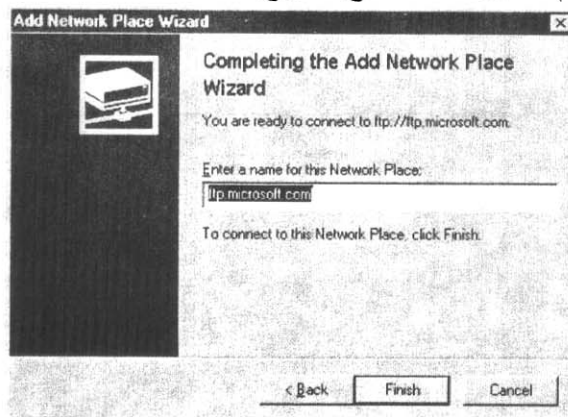 Add Network Place Wizard
Completing the Add Network Place
Wizard
You are ready to connect to ftp://ftp.microsoft.com.
Enter a name for this Network Place:
ftp.microsoft.com
To connect to this Network Place, click Finish.
< Back
Finish
Cancel